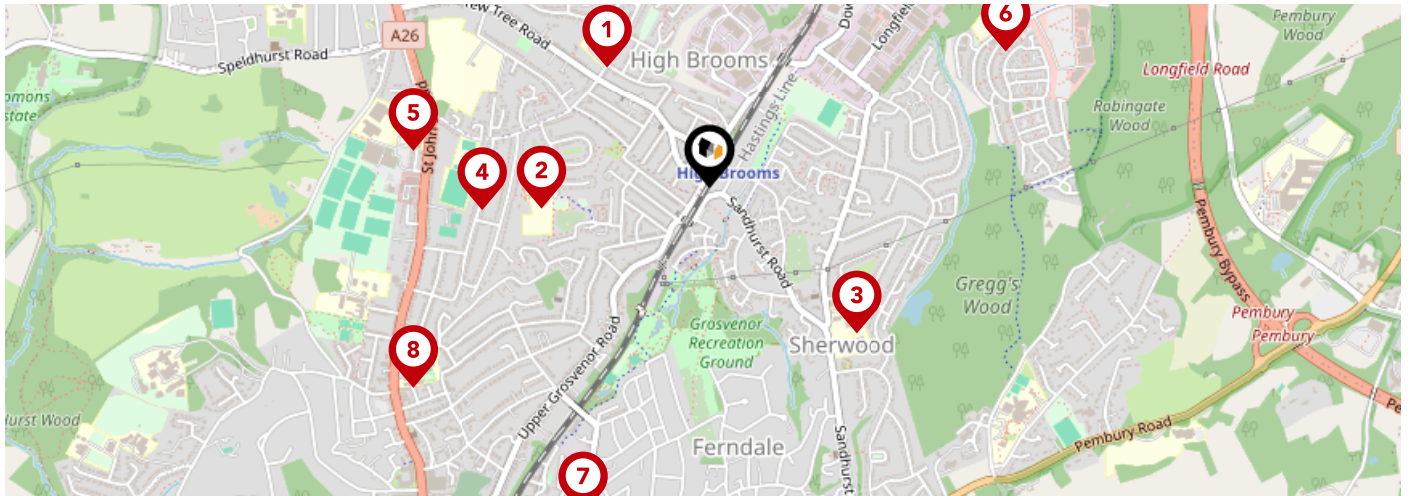 Yew Tree Road
1
6
Pembury
Wood
A26
Speldhurst Road
High Brooms
Longfield
Longfield Road
Hastings Line
Robingate
Wood
5
St John
4
2
High Brooms
Sandhurst Road
Pembury Bypass
3
Gregg's
Wood
Pembury
Pembury
Grosvenor
Recreation
Ground
Sherwood
8
Upper Grosvenor Road
Hurst Wood
Ferndale
Pembury Road
Sandhurst
7